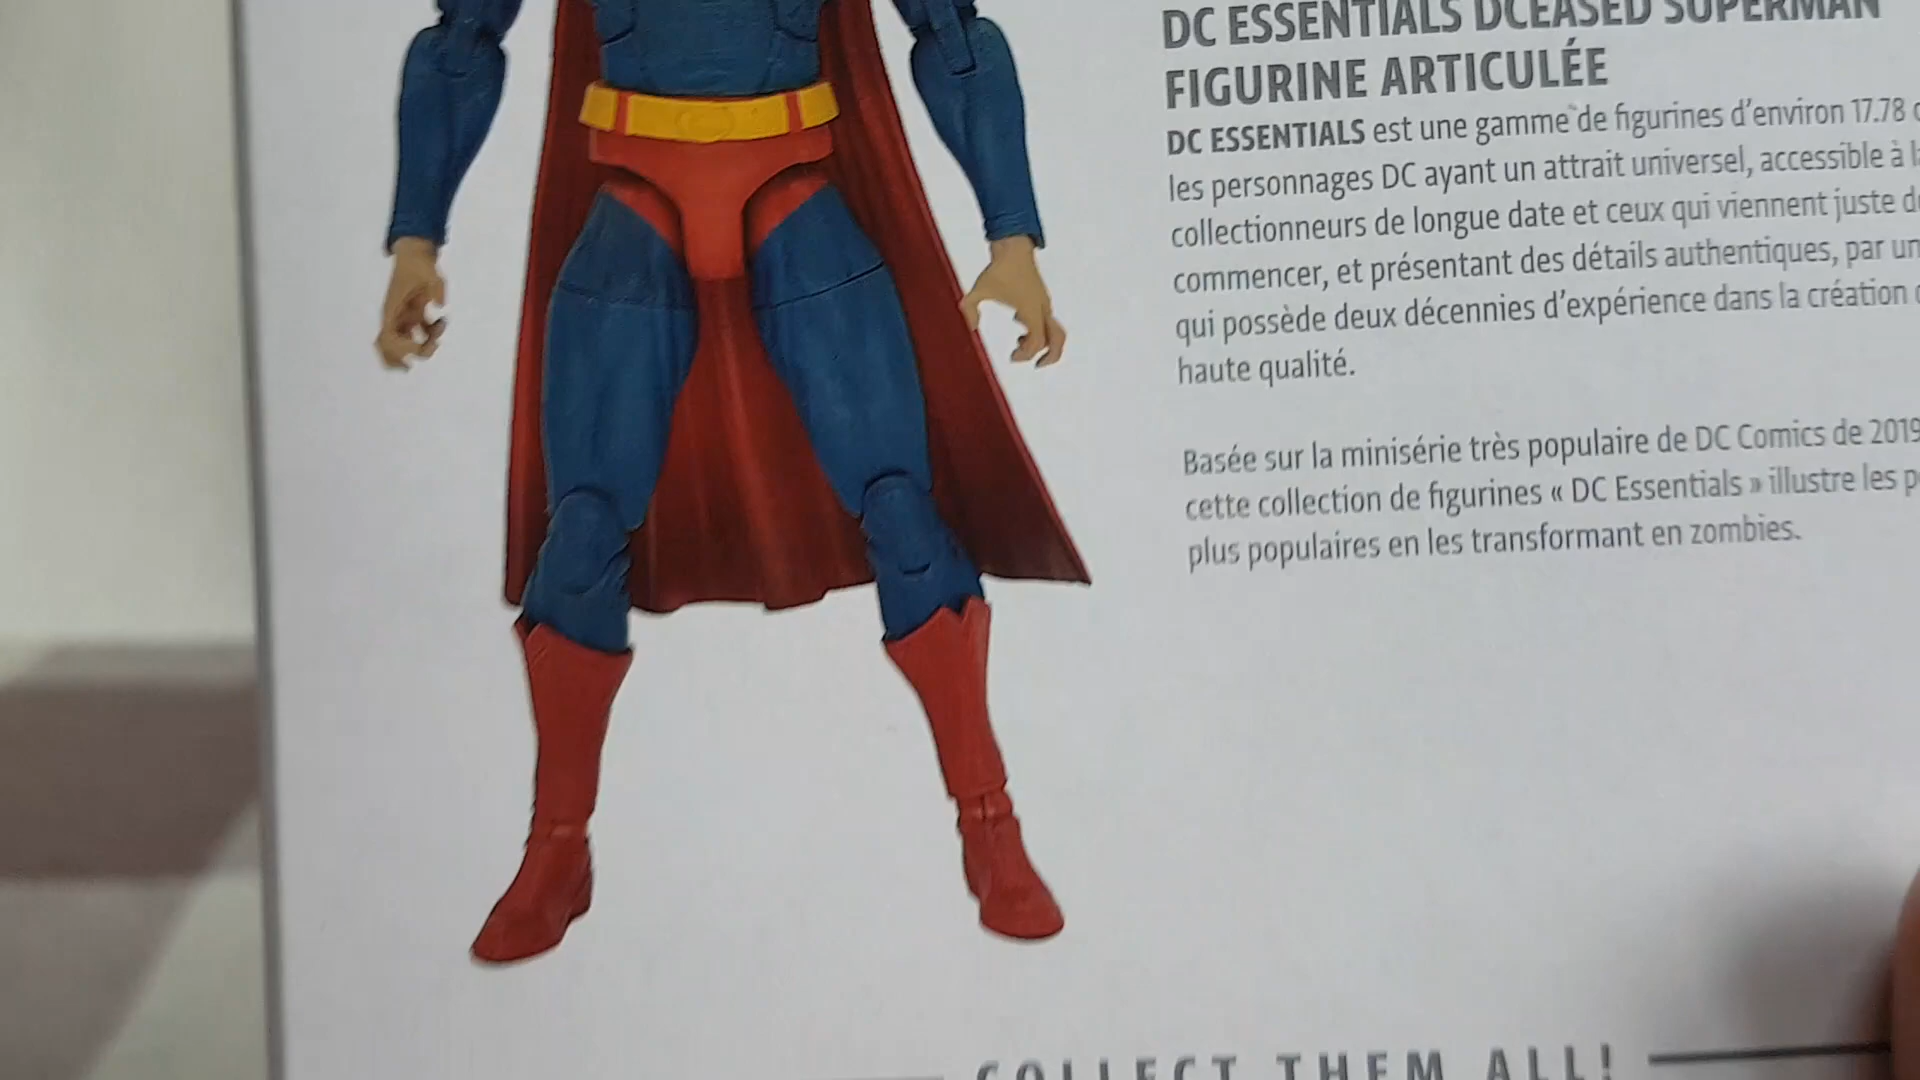 DC ESSENTIALS DCEASED SUPERMAN
FIGURINE ARTICULÉE
DC ESSENTIALS est une gamme de figurines d'environ 17.78
les personnages DC ayant un attrait universel, accessible à
collectionneurs de longue date et ceux qui viennent juste
commencer, et présentant des détails authentiques, par
qui possède deux décennies d'expérience dans la création
haute qualité.
Basée sur la minisérie très populaire de DC Comics de 2019
cette collection de figurines « DC Essentials » illustre les
plus populaires en les transformant en zombies.
COLLECT THEM ALL!